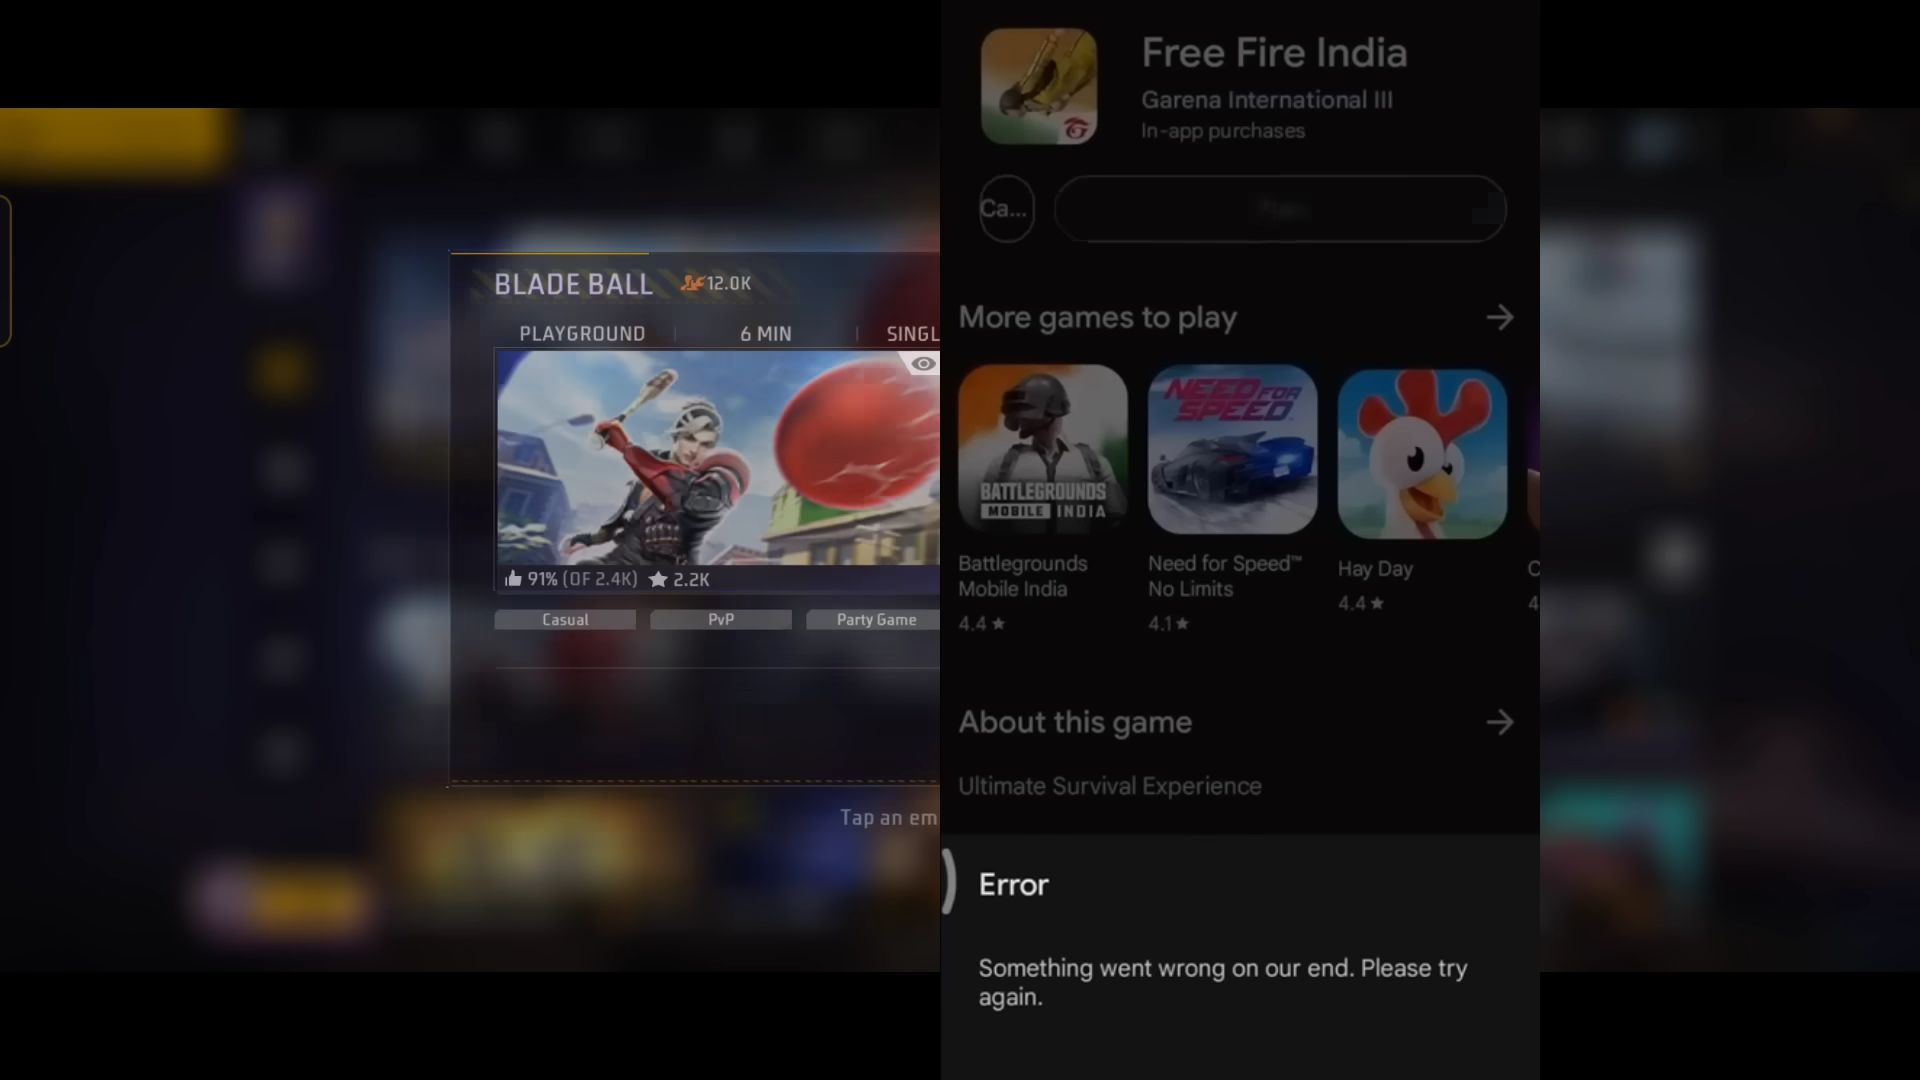 BLADE BALL 12.0K
PLAYGROUND 6 MIN SINGL
91% (OF 2.4K) 2.2K
Casual PvP Party Game
Tap an em
Free Fire India
Garena International III
In-app purchases
Ca...
More games to play
NEED FOR SPEED
BATTLEGROUNDS
MOBILE INDIA
Battlegrounds
Mobile India
4.4
Need for Speed™
No Limits
4.1
Hay Day
4.4
C
4
About this game
Ultimate Survival Experience
Error
Something went wrong on our end. Please try
again.